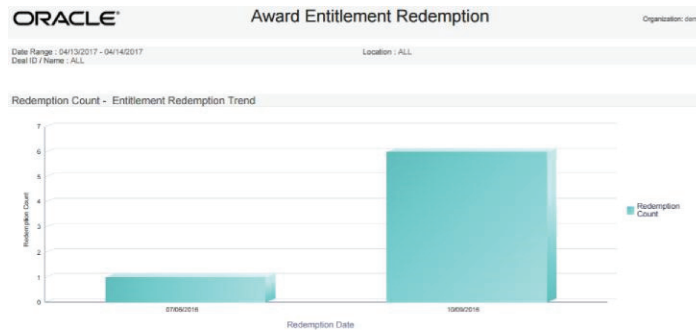 ORACLE®
Award Entitlement Redemption
Organization: dem
Date Range : 04/13/2017 - 04/14/2017
Location : ALL
Deal ID / Name : ALL
Redemption Count - Entitlement Redemption Trend
7
6
5
4
3
2
1
0
Redemption Count
07/08/2016
10/09/2016
Redemption Date
Redemption
Count